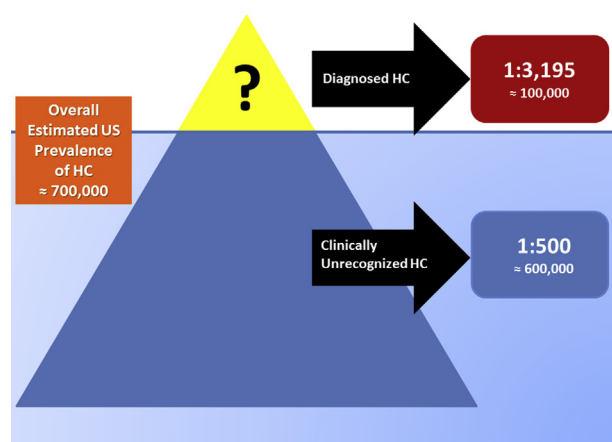 ?
Diagnosed HC
1:3,195
≈ 100,000
Overall
Estimated US
Prevalence
of HC
≈ 700,000
Clinically
Unrecognized HC
1:500
≈ 600,000